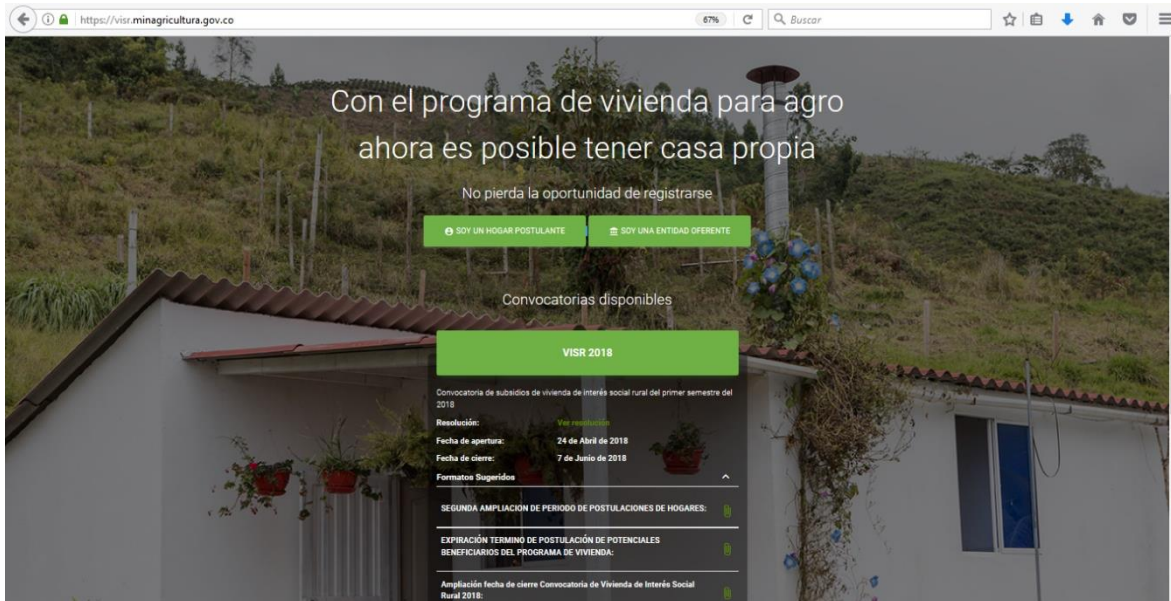 https://visr.minagricultura.gov.co
67%
Buscar
Con el programa de vivienda para agro
ahora es posible tener casa propia
No pierda la oportunidad de registrarse
SOY UN HOGAR POSTULANTE
SOY UNA ENTIDAD OFERENTE
Convocatorias disponibles
VISR 2018
Convocatoria de subsidios de vivienda de interés social rural del primer semestre del
2018
Resolución: Ver resolución
Fecha de apertura: 24 de Abril de 2018
Fecha de cierre: 7 de Junio de 2018
Formatos Sugeridos
SEGUNDA AMPLIACION DE PERIODO DE POSTULACIONES DE HOGARES:
EXPIRACIÓN TERMINO DE POSTULACIÓN DE POTENCIALES
BENEFICIARIOS DEL PROGRAMA DE VIVIENDA:
Ampliación fecha de cierre Convocatoria de Vivienda de Interés Social
Rural 2018: